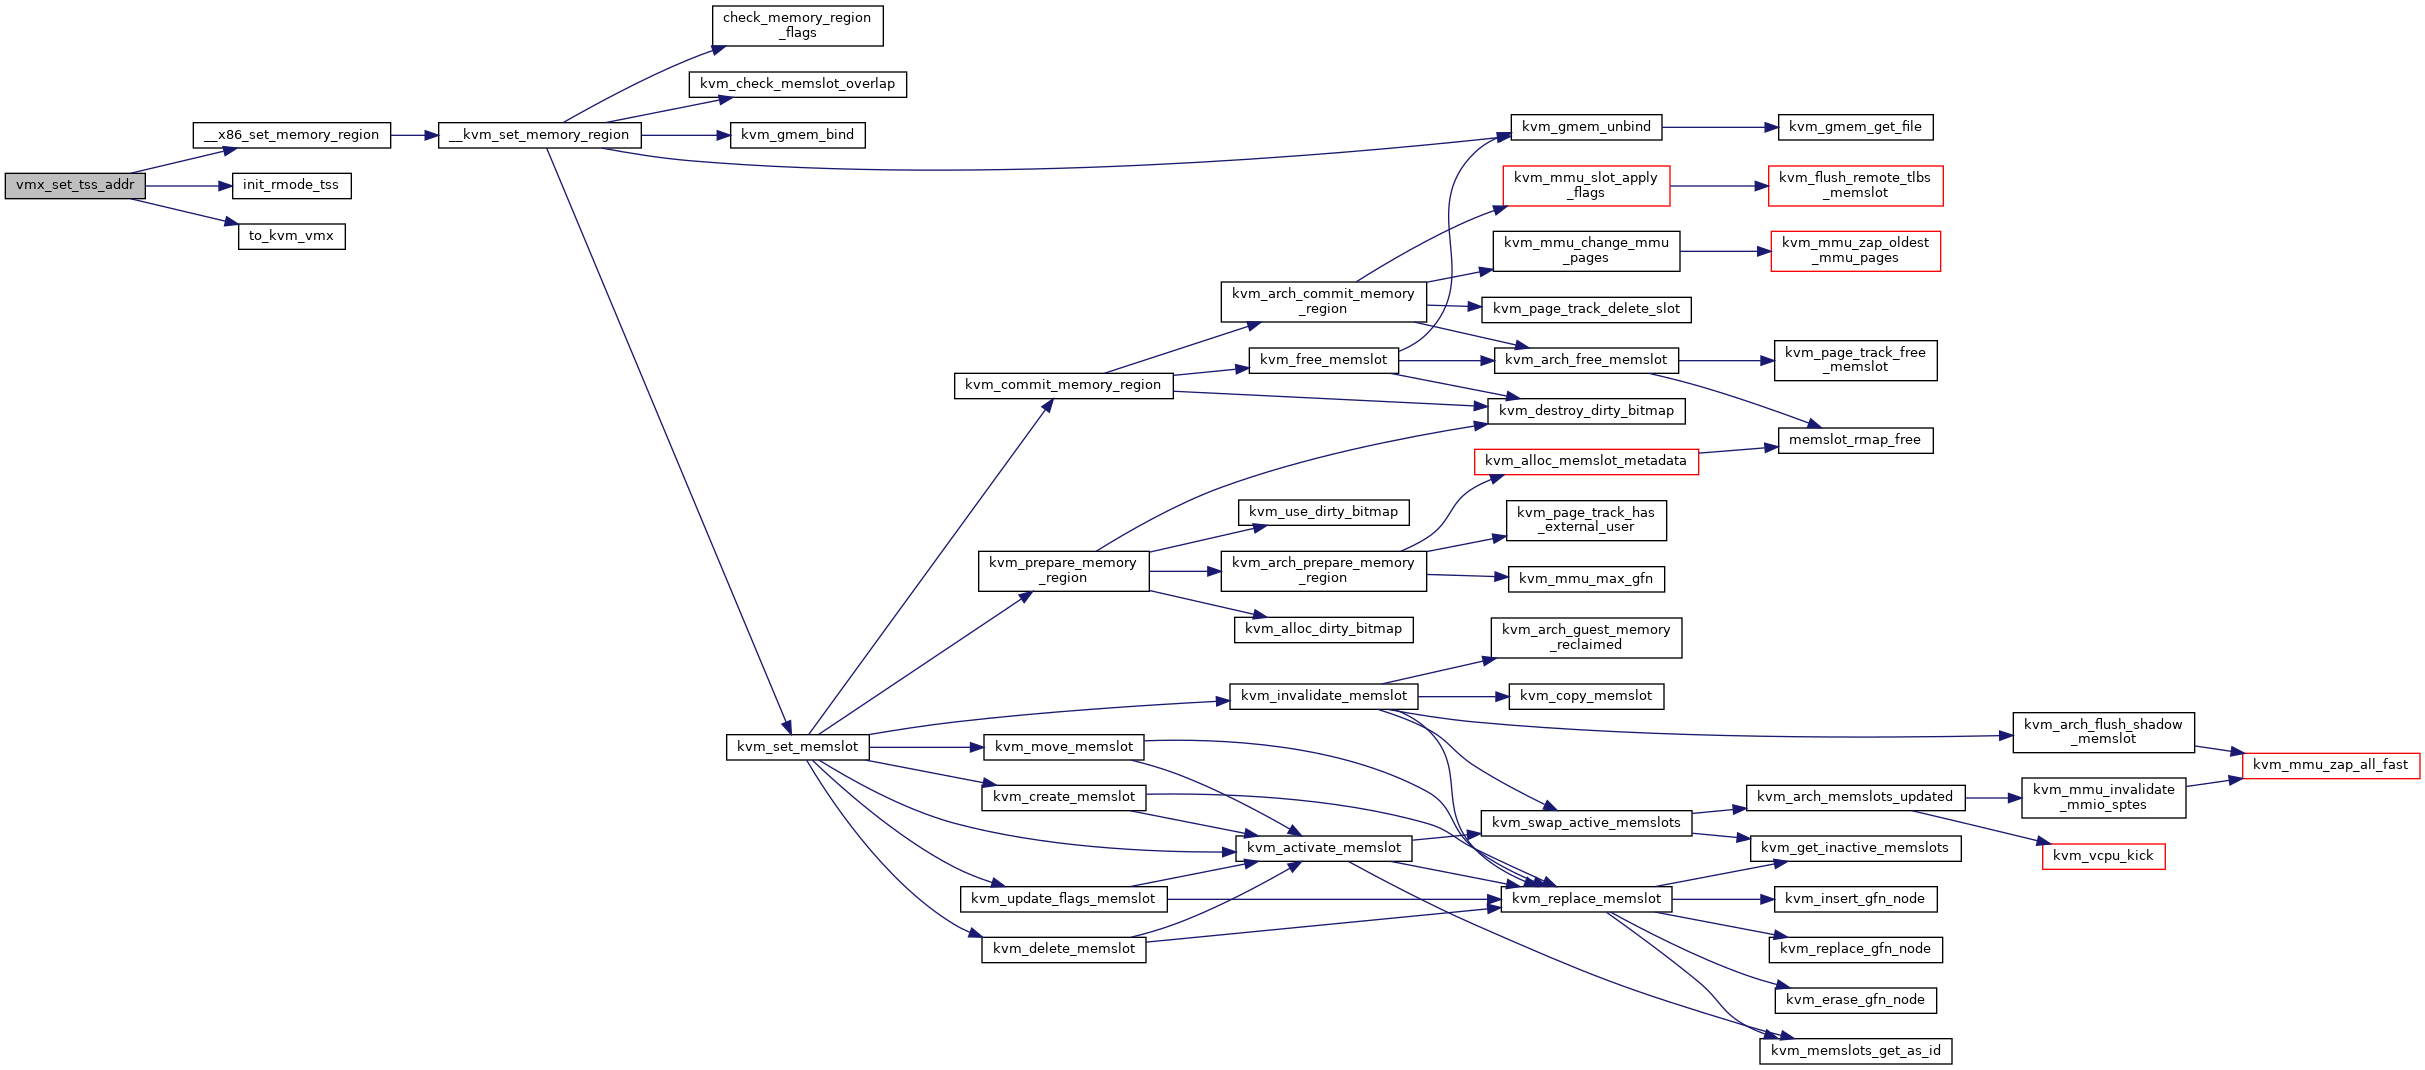 vmx_set_tss_addr
__x86_set_memory_region
init_rmode_tss
to_kvm_vmx
__kvm_set_memory_region
check_memory_region
_flags
kvm_check_memslot_overlap
kvm_gmem_bind
kvm_set_memslot
kvm_commit_memory_region
kvm_prepare_memory
_region
kvm_move_memslot
kvm_create_memslot
kvm_update_flags_memslot
kvm_delete_memslot
kvm_arch_commit_memory
_region
kvm_free_memslot
kvm_use_dirty_bitmap
kvm_arch_prepare_memory
_region
kvm_alloc_dirty_bitmap
kvm_invalidate_memslot
kvm_activate_memslot
kvm_gmem_unbind
kvm_mmu_slot_apply
_flags
kvm_mmu_change_mmu
_pages
kvm_page_track_delete_slot
kvm_arch_free_memslot
kvm_destroy_dirty_bitmap
kvm_alloc_memslot_metadata
kvm_page_track_has
_external_user
kvm_mmu_max_gfn
kvm_arch_guest_memory
_reclaimed
kvm_copy_memslot
kvm_swap_active_memslots
kvm_replace_memslot
kvm_gmem_get_file
kvm_flush_remote_tlbs
_memslot
kvm_mmu_zap_oldest
_mmu_pages
kvm_page_track_free
_memslot
memslot_rmap_free
kvm_arch_memslots_updated
kvm_get_inactive_memslots
kvm_insert_gfn_node
kvm_replace_gfn_node
kvm_erase_gfn_node
kvm_memslots_get_as_id
kvm_arch_flush_shadow
_memslot
kvm_mmu_invalidate
_mmio_sptes
kvm_vcpu_kick
kvm_mmu_zap_all_fast